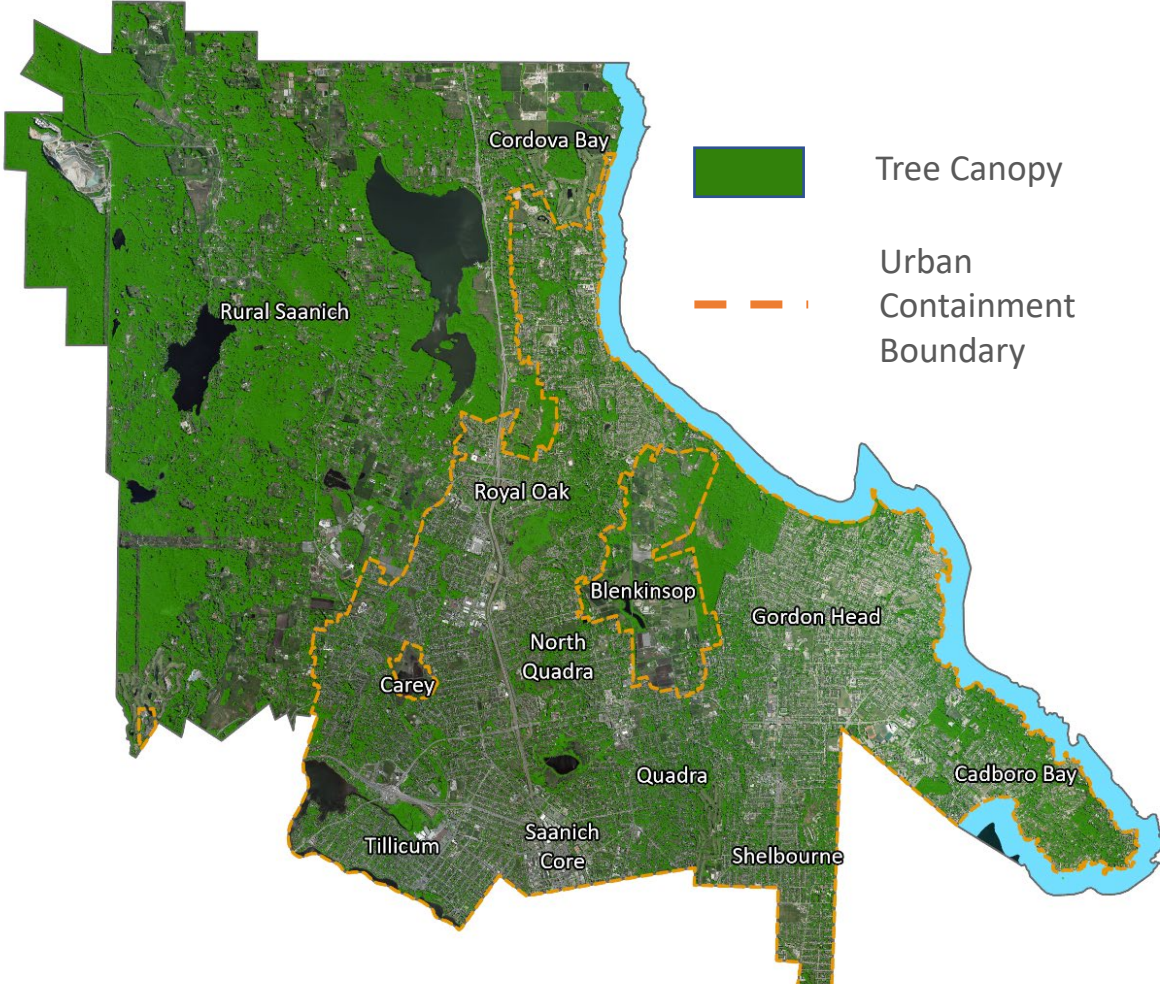 Cordova Bay
Tree Canopy
Urban
Containment
Boundary
Rural Saanich
Royal Oak
Blenkinsop
Gordon Head
North
Quadra
Carey
Quadra
Cadboro Bay
Tillicum
Saanich
Core
Shelbourne